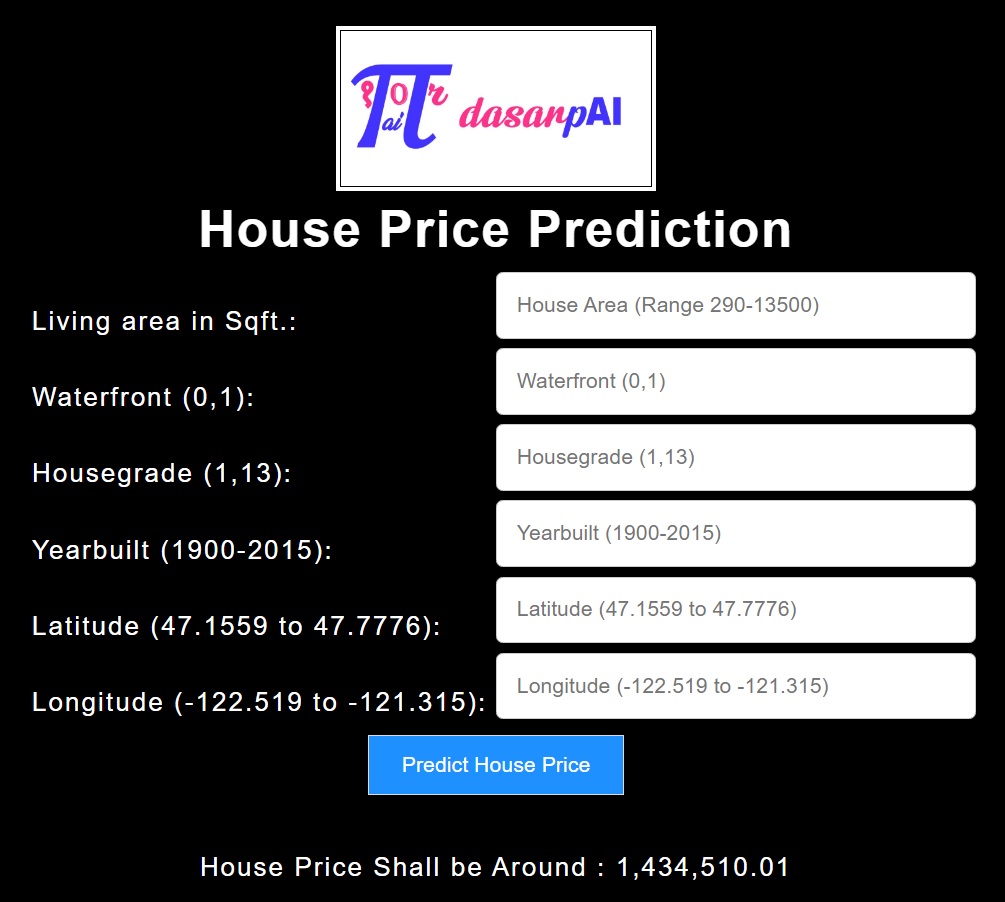 ai
dasarpAI
House Price Prediction
Living area in Sqft.: House Area (Range 290-13500)
Waterfront (0,1): Waterfront (0,1)
Housegrade (1,13): Housegrade (1,13)
Yearbuilt (1900-2015): Yearbuilt (1900-2015)
Latitude (47.1559 to 47.7776): Latitude (47.1559 to 47.7776)
Longitude (-122.519 to -121.315): Longitude (-122.519 to -121.315)
Predict House Price
House Price Shall be Around : 1,434,510.01